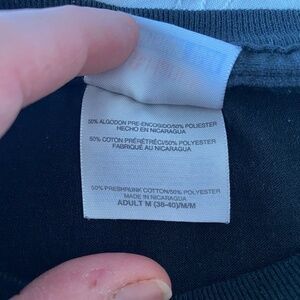 50% ALGODON PRE-ENCOGIDO/50% POLIESTER
HECHO EN NICARAGUA
50% COTON PRÉRÉTRÉCI/50% POLYESTER
FABRIQUÉ AU NICARAGUA
50% PRESHRUNK COTTON/50% POLYESTER
MADE IN NICARAGUA
ADULT M (38-40)/M/M